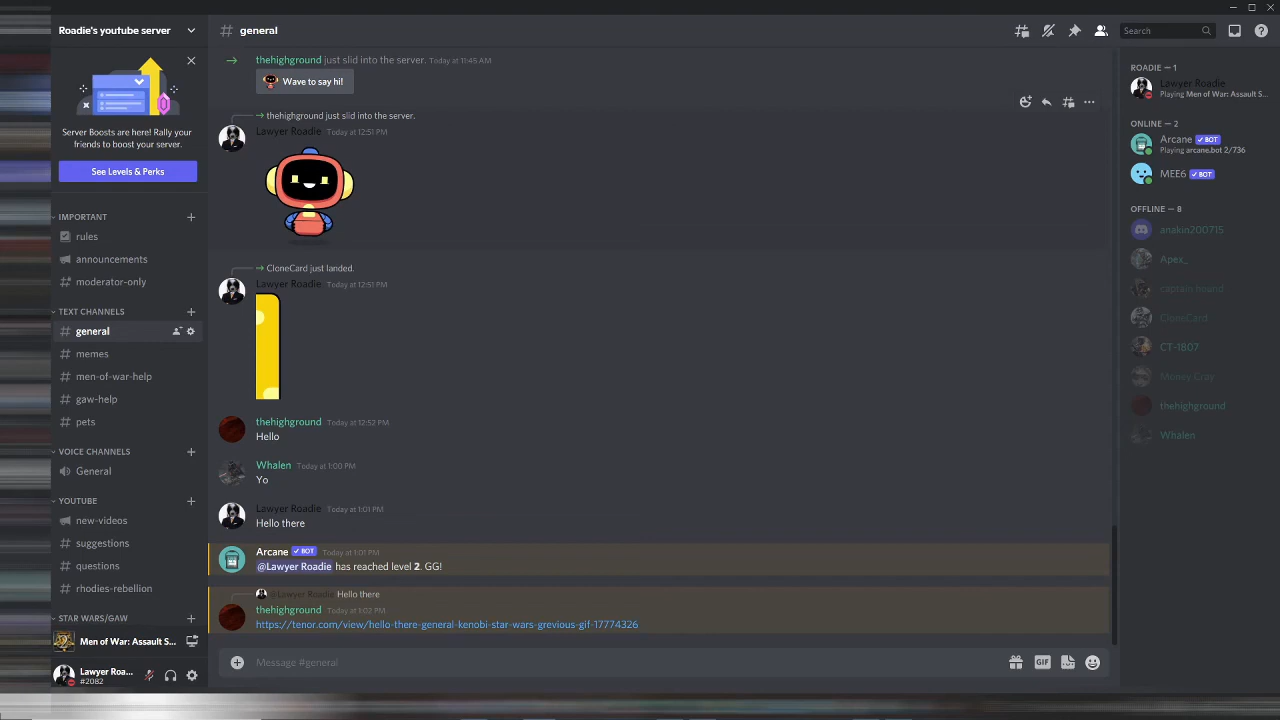 Roadie's youtube server
Server Boosts are here! Rally your
friends to boost your server.
See Levels & Perks
IMPORTANT
rules
announcements
moderator-only
TEXT CHANNELS
general
memes
men-of-war-help
gaw-help
pets
VOICE CHANNELS
General
YOUTUBE
new-videos
suggestions
questions
rhodies-rebellion
STAR WARS/GAW
Men of War: Assault S...
Lawyer Roa...
#2082
# general
Search
thehighground just slid into the server. Today at 11:45 AM
Wave to say hi!
thehighground just slid into the server.
Lawyer Roadie Today at 12:51 PM
CloneCard just landed.
Lawyer Roadie Today at 12:51 PM
thehighground Today at 12:52 PM
Hello
Whalen Today at 1:00 PM
Yo
Lawyer Roadie Today at 1:01 PM
Hello there
Arcane BOT Today at 1:01 PM
@Lawyer Roadie has reached level 2. GG!
@Lawyer Roadie Hello there
thehighground Today at 1:02 PM
https://tenor.com/view/hello-there-general-kenobi-star-wars-grevious-gif-17774326
Message #general
GIF
ROADIE — 1
Lawyer Roadie
Playing Men of War: Assault S...
ONLINE — 2
Arcane BOT
Playing arcane.bot 2/736
MEE6 BOT
OFFLINE — 8
anakin200715
Apex_
captain hound
CloneCard
CT-1807
thehighground
Whalen